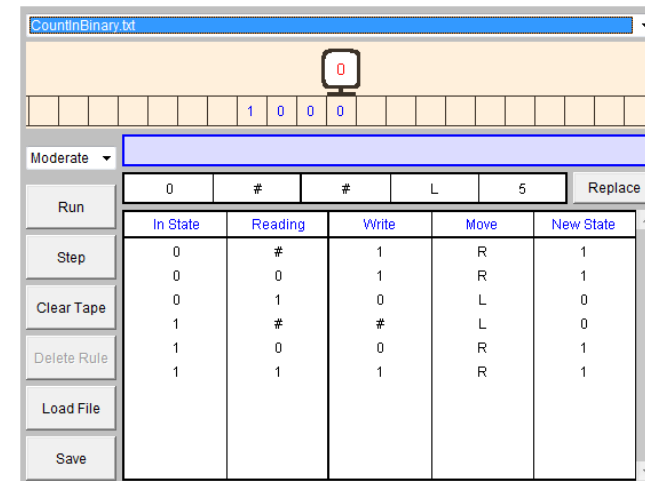 CountInBinary.txt
0
1 0 0 0
Moderate
0 # # L 5 Replace
Run
In State Reading Write Move New State
0 # 1 R 1
Step
0 0 1 R 1
0 1 0 L 0
Clear Tape
1 # # L 0
1 0 0 R 1
Delete Rule
1 1 1 R 1
Load File
Save